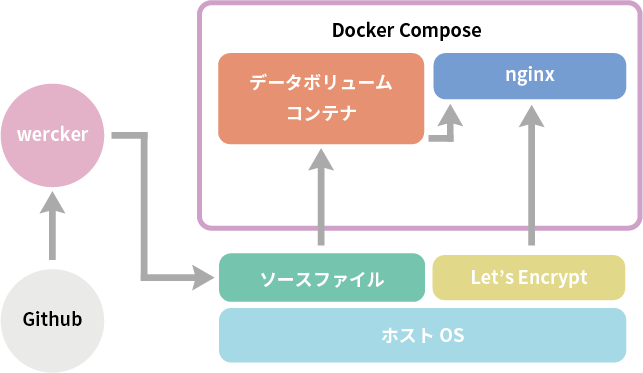 Docker Compose
データボリューム
コンテナ
nginx
wercker
ソースファイル
Let's Encrypt
Github
ホスト OS